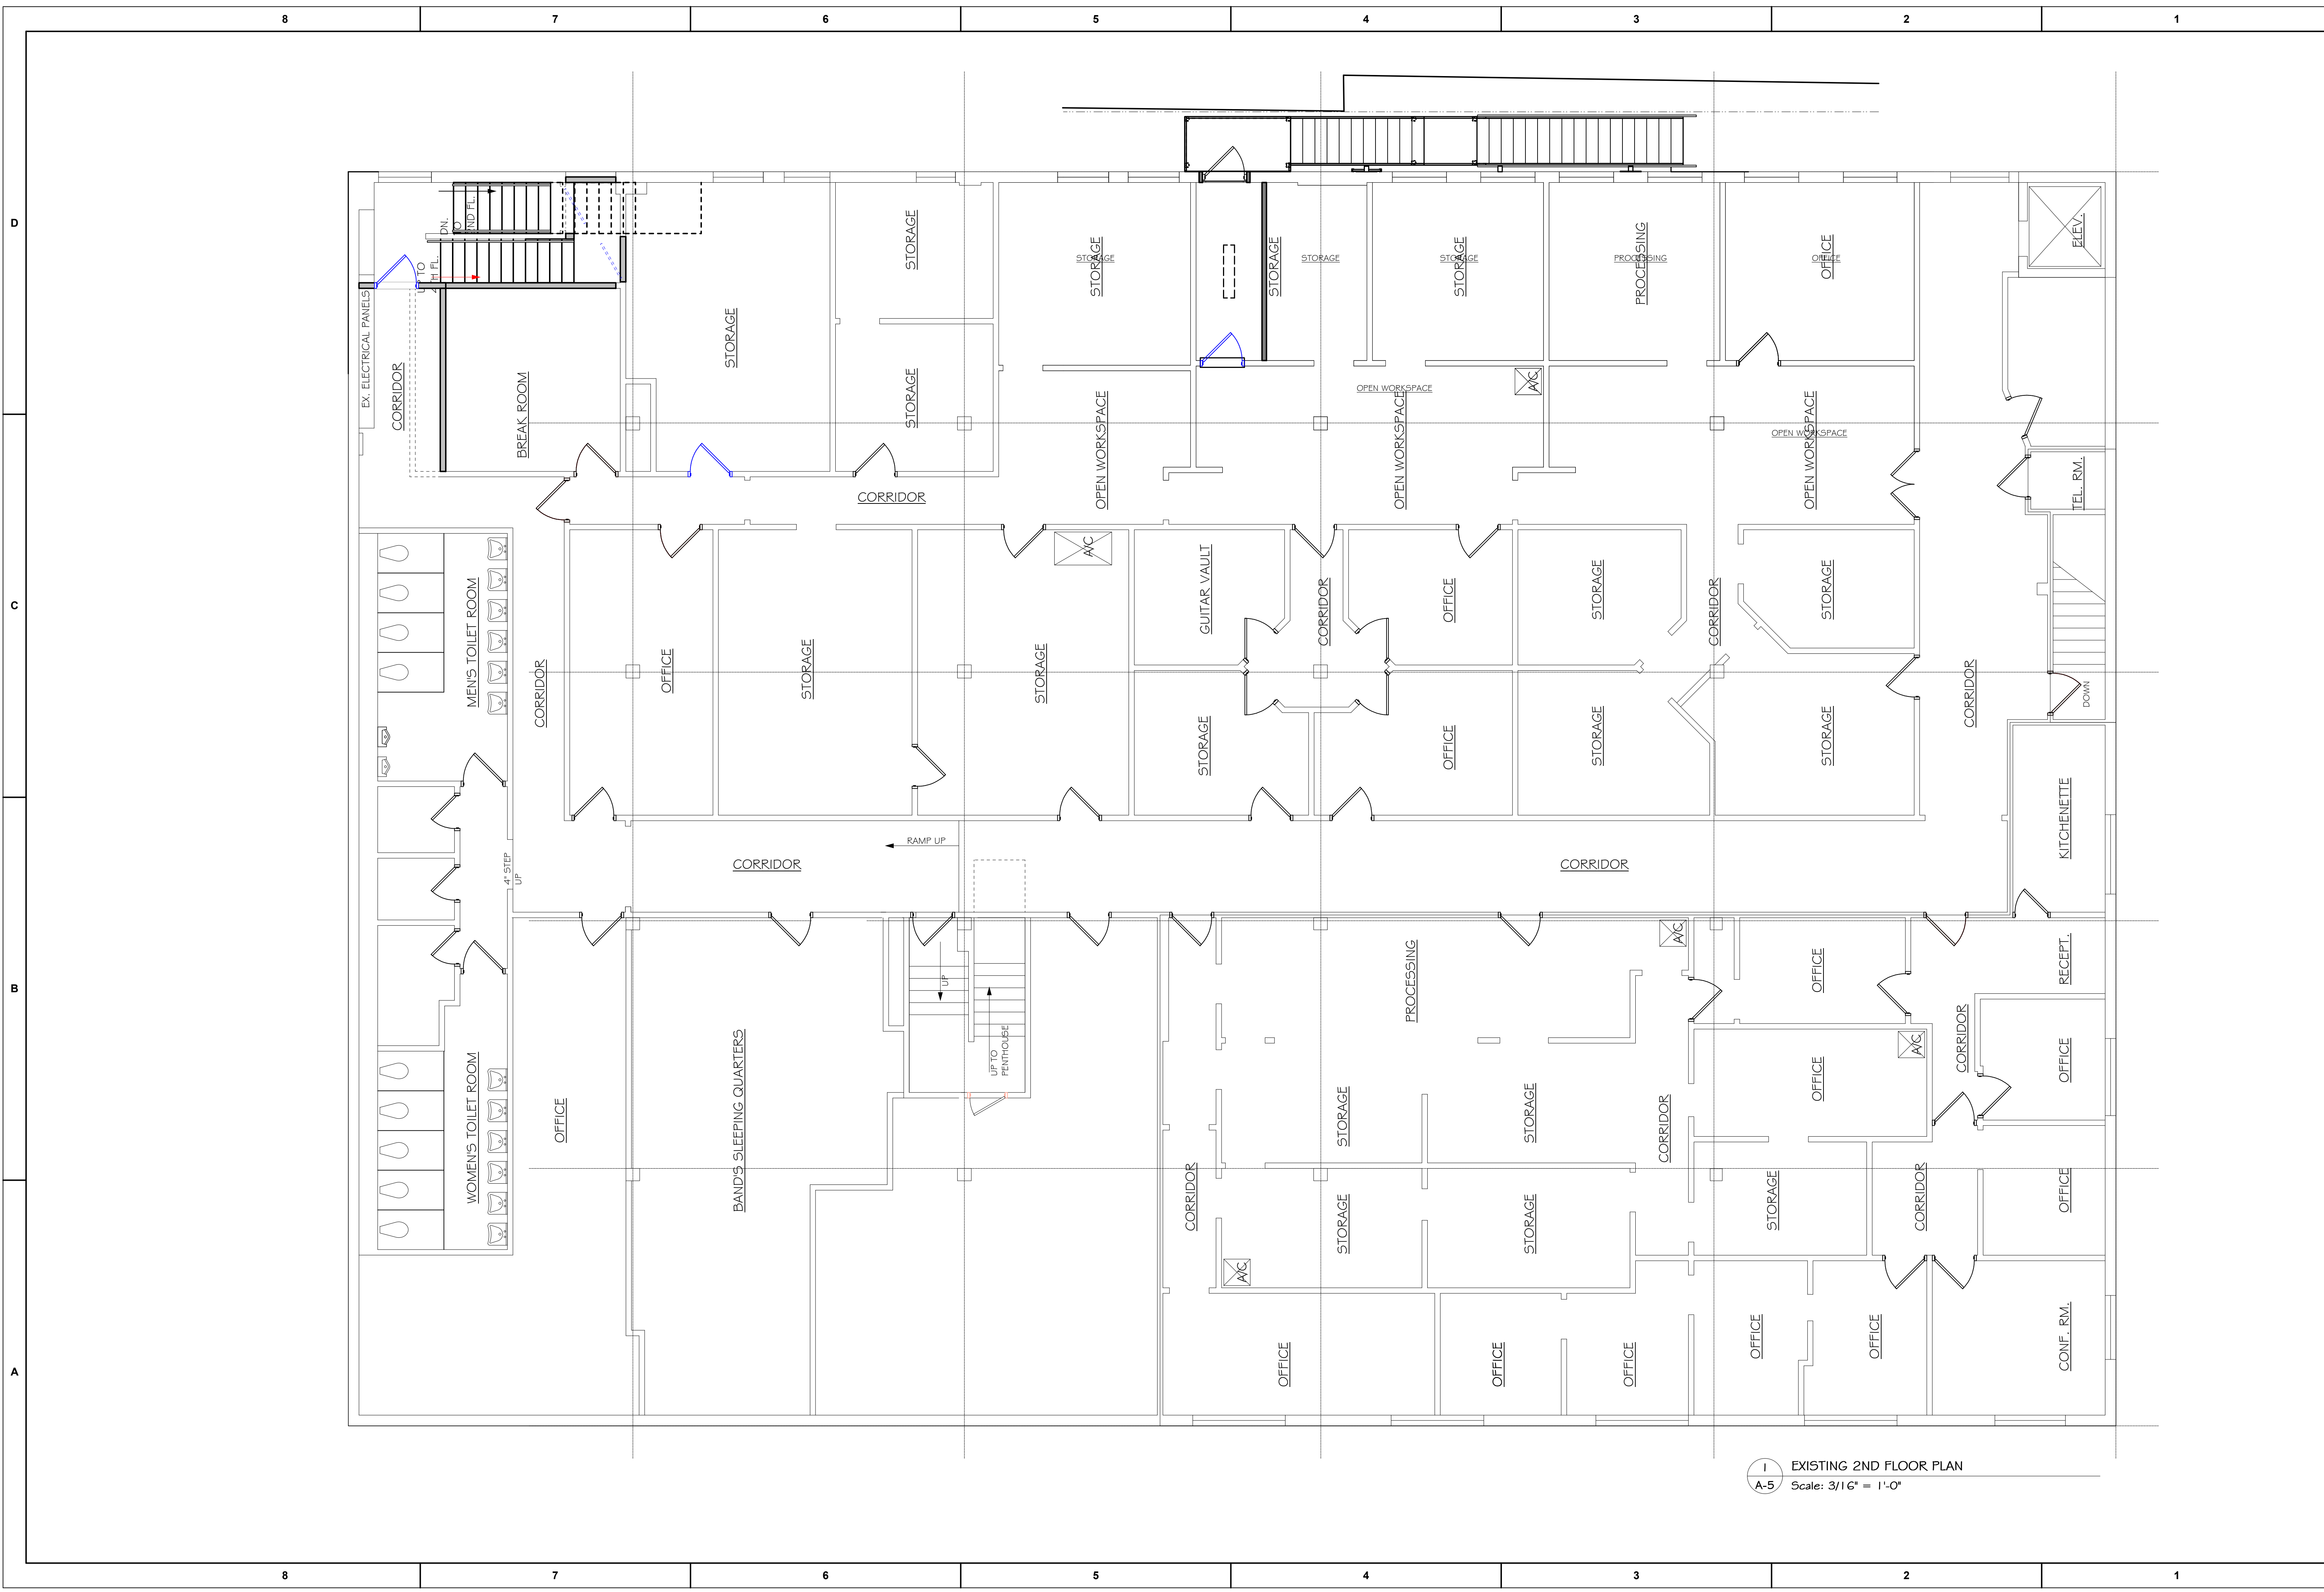 8 7 6 5 4 3 2 1
D
C
B
A
DN.
TO
2ND FL.
UP TO
4TH FL.
EX. ELECTRICAL PANELS
CORRIDOR
BREAK ROOM
STORAGE
STORAGE
STORAGE
STORAGE
STORAGE
STORAGE
STORAGE
STORAGE
STORAGE
PROCESSING
PROCESSING
OFFICE
OFFICE
ELEV.
OPEN WORKSPACE
OPEN WORKSPACE
OPEN WORKSPACE
A/C
OPEN WORKSPACE
OPEN WORKSPACE
CORRIDOR
TEL. RM.
MEN'S TOILET ROOM
CORRIDOR
OFFICE
STORAGE
STORAGE
A/C
GUITAR VAULT
CORRIDOR
OFFICE
STORAGE
CORRIDOR
STORAGE
STORAGE
OFFICE
STORAGE
STORAGE
CORRIDOR
DOWN
KITCHENETTE
RAMP UP
4" STEP
UP
CORRIDOR
CORRIDOR
WOMEN'S TOILET ROOM
OFFICE
BAND'S SLEEPING QUARTERS
UP
UP TO
PENTHOUSE
PROCESSING
A/C
OFFICE
RECEPT.
CORRIDOR
A/C
OFFICE
OFFICE
STORAGE
STORAGE
CORRIDOR
CORRIDOR
STORAGE
STORAGE
STORAGE
CORRIDOR
OFFICE
A/C
OFFICE
OFFICE
OFFICE
OFFICE
OFFICE
CONF. RM.
1
A-5
EXISTING 2ND FLOOR PLAN
Scale: 3/16" = 1'-0"
8 7 6 5 4 3 2 1